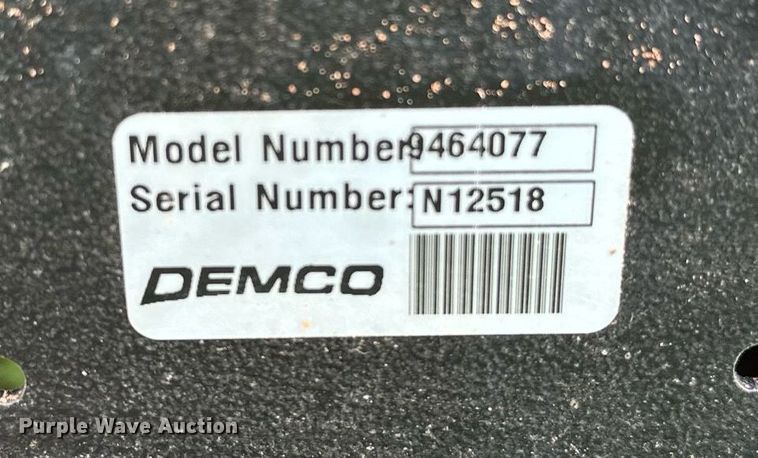 Model Number:9464077
Serial Number:N12518
DEMCO
Purple Wave Auction